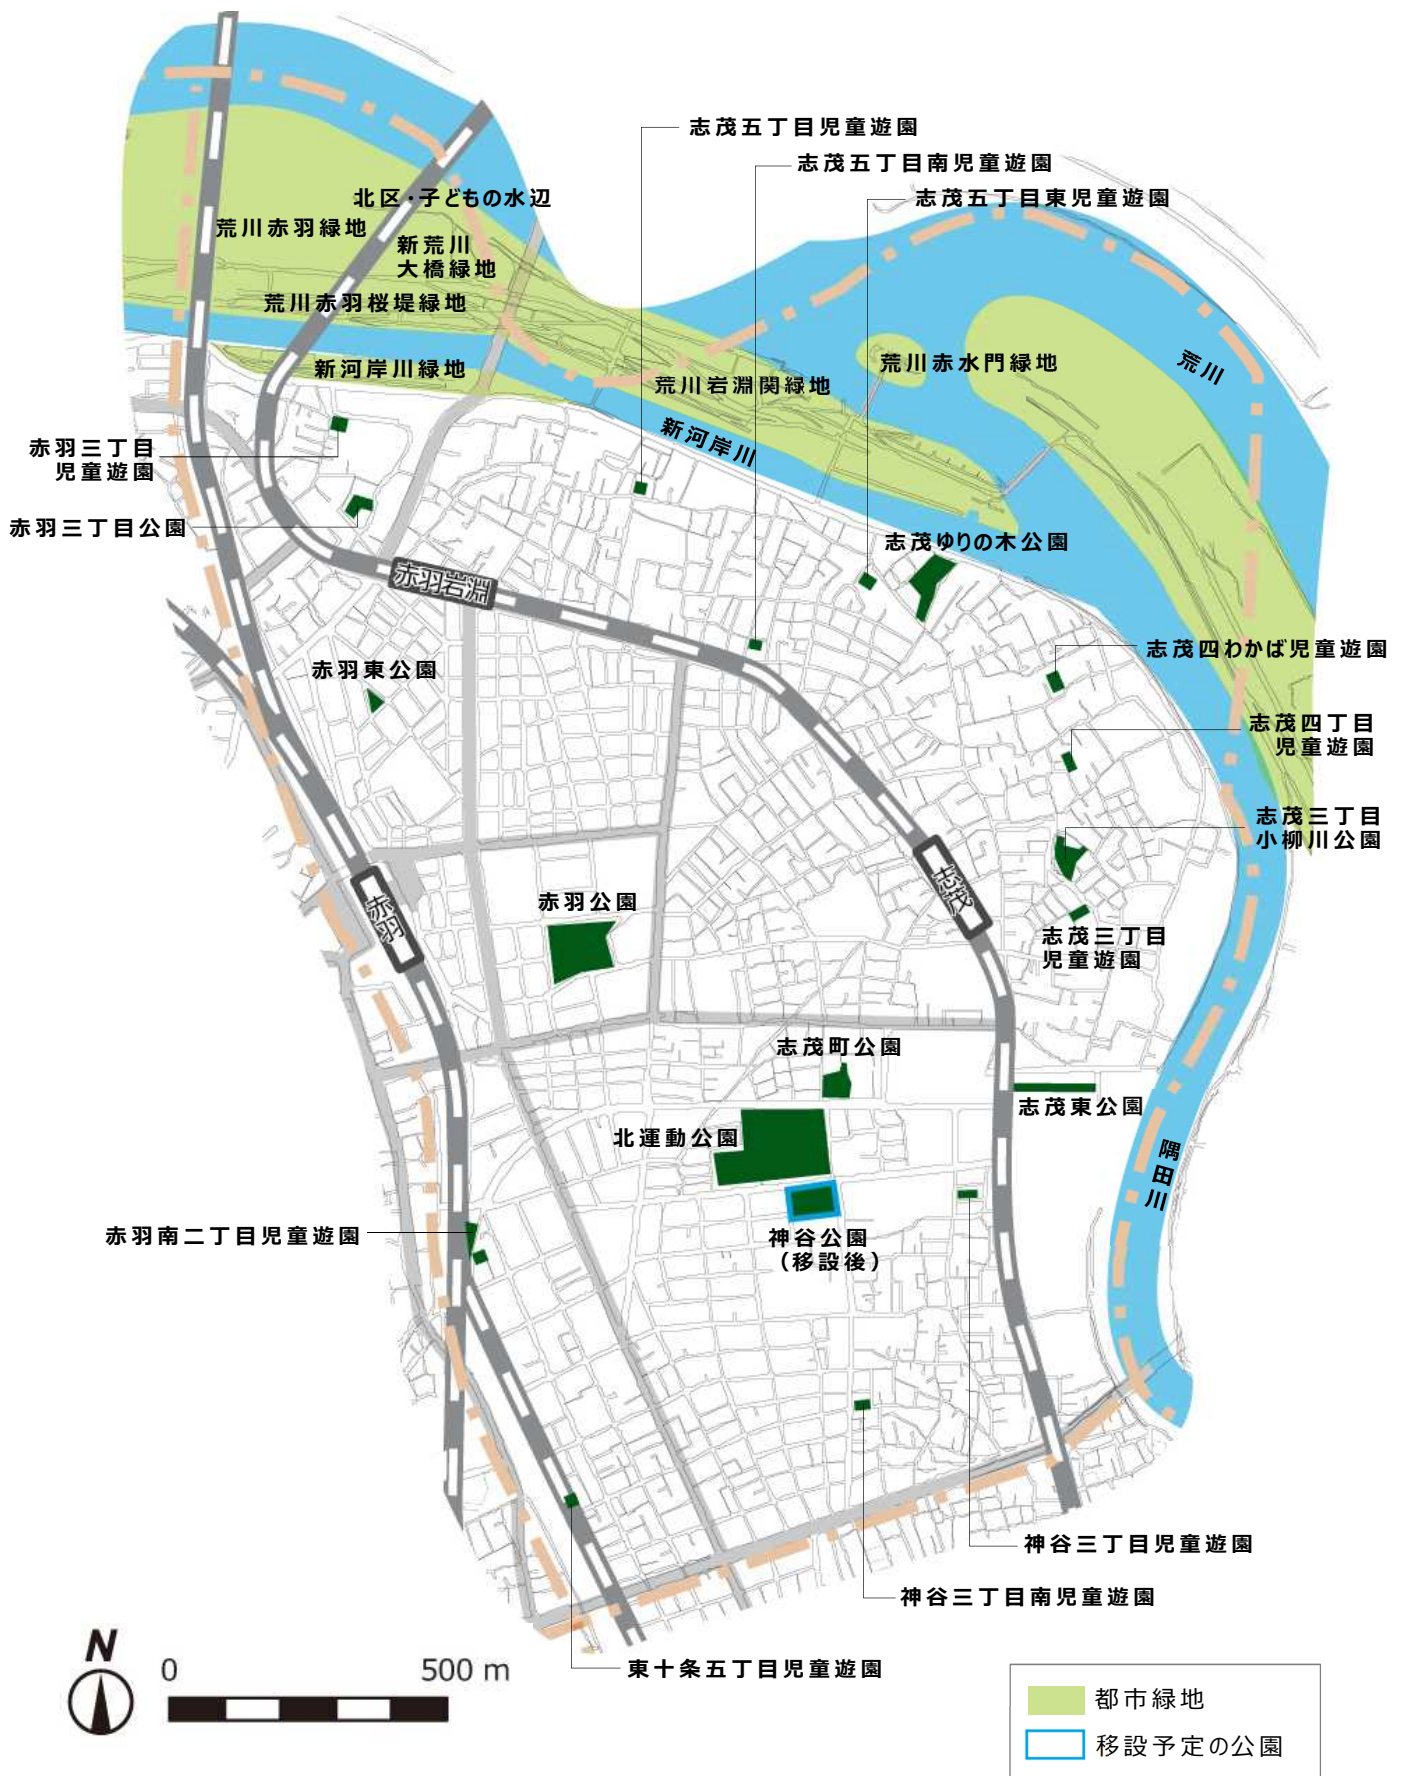 志茂五丁目児童遊園
志茂五丁目南児童遊園
北区・子どもの水辺
志茂五丁目東児童遊園
荒川赤羽緑地
新荒川
大橋緑地
荒川赤羽桜堤緑地
新河岸川緑地
荒川赤水門緑地
荒川
荒川岩淵関緑地
新河岸川
赤羽三丁目
児童遊園
赤羽三丁目公園
志茂ゆりの木公園
赤羽岩淵
志茂四わかば児童遊園
赤羽東公園
志茂四丁目
児童遊園
志茂三丁目
小柳川公園
志茂
赤羽
赤羽公園
志茂三丁目
児童遊園
志茂町公園
志茂東公園
北運動公園
隅田川
赤羽南二丁目児童遊園
神谷公園
（移設後）
神谷三丁目児童遊園
神谷三丁目南児童遊園
東十条五丁目児童遊園
N
0 500 m
都市緑地
移設予定の公園